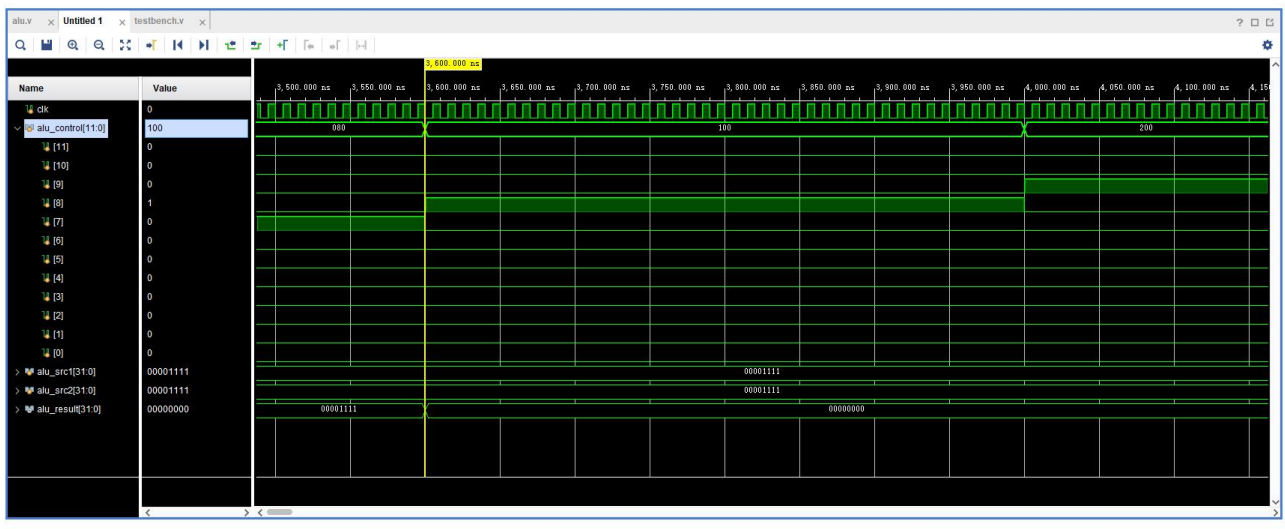 alu.v × Untitled 1 × testbench.v ×
?
3,600.000 ns
Name Value
3,500.000 ns 3,550.000 ns 3,600.000 ns 3,650.000 ns 3,700.000 ns 3,750.000 ns 3,800.000 ns 3,850.000 ns 3,900.000 ns 3,950.000 ns 4,000.000 ns 4,050.000 ns 4,100.000 ns 4,15
clk 0
alu_control[11:0] 100 080 100 200
[11] 0
[10] 0
[9] 0
[8] 1
[7] 0
[6] 0
[5] 0
[4] 0
[3] 0
[2] 0
[1] 0
[0] 0
alu_src1[31:0] 00001111 00001111
alu_src2[31:0] 00001111 00001111
alu_result[31:0] 00000000 00001111 00000000